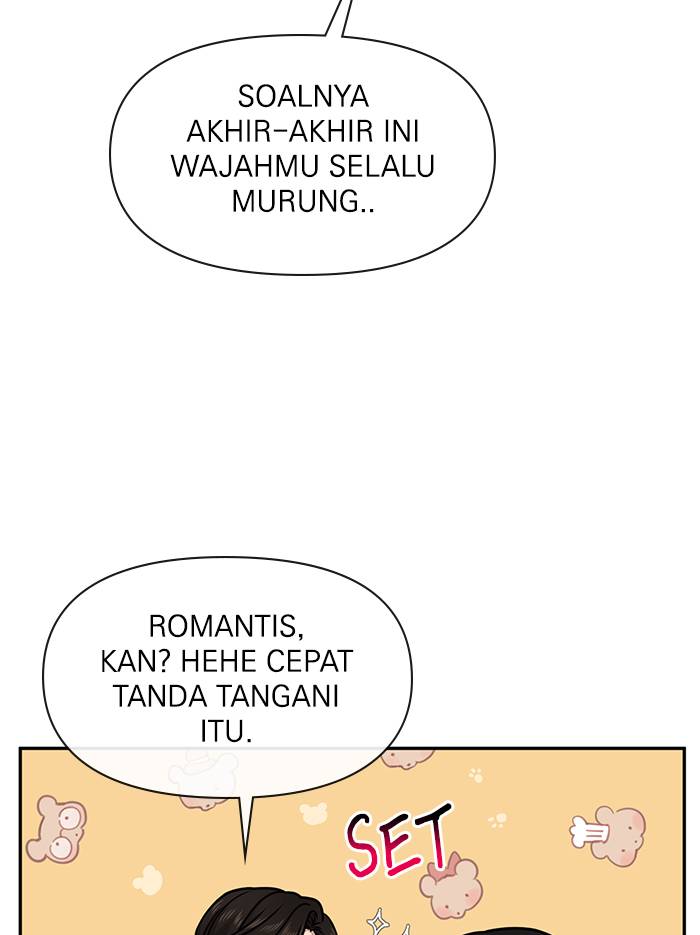 SOALNYA
AKHIR-AKHIR INI
WAJAHMU SELALU
MURUNG..
ROMANTIS,
KAN? HEHE CEPAT
TANDA TANGANI
ITU.
SET